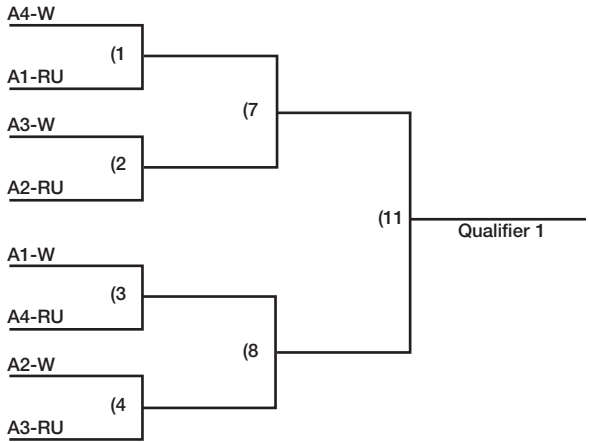 A4-W
(1
A1-RU
(7
A3-W
(2
A2-RU
(11
Qualifier 1
A1-W
(3
A4-RU
(8
A2-W
(4
A3-RU